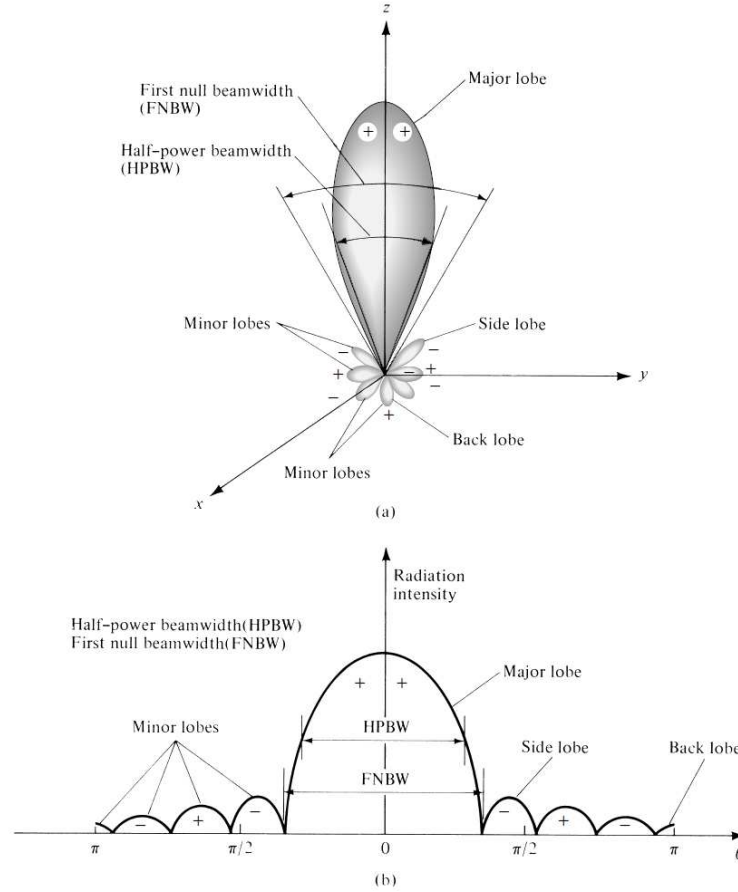 z
First null beamwidth
(FNBW)
Major lobe
+ +
Half-power beamwidth
(HPBW)
Minor lobes
Side lobe
− −
+ − +
− −
y
+
Back lobe
Minor lobes
x
(a)
Radiation
intensity
Half-power beamwidth(HPBW)
First null beamwidth(FNBW)
Major lobe
+ +
Minor lobes
HPBW
Side lobe
Back lobe
FNBW
− + − − + −
π π/2 0 π/2 π
(b)